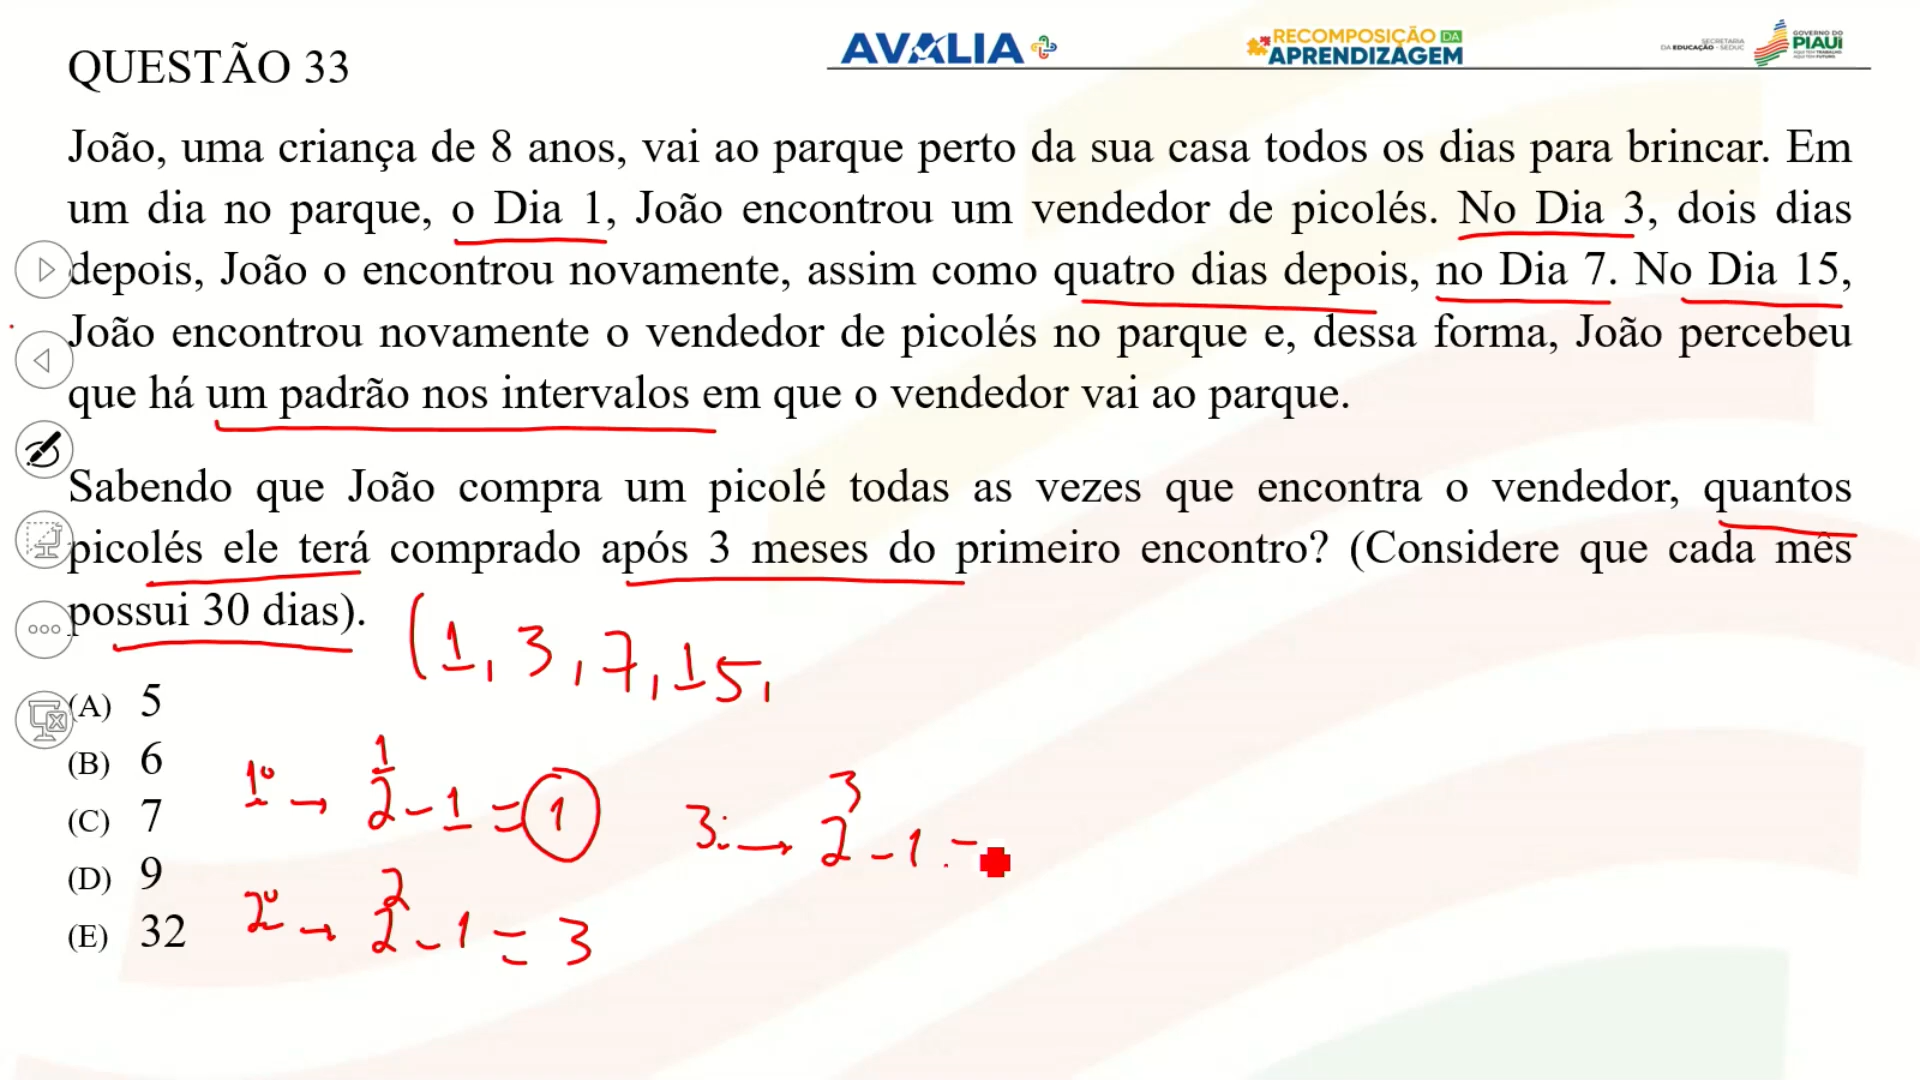 QUESTÃO 33
AVALIA
RECOMPOSIÇÃO DA
APRENDIZAGEM
SECRETARIA
DA EDUCAÇÃO - SEDUC
GOVERNO DO
PIAUÍ
João, uma criança de 8 anos, vai ao parque perto da sua casa todos os dias para brincar. Em
um dia no parque, o Dia 1, João encontrou um vendedor de picolés. No Dia 3, dois dias
depois, João o encontrou novamente, assim como quatro dias depois, no Dia 7. No Dia 15,
João encontrou novamente o vendedor de picolés no parque e, dessa forma, João percebeu
que há um padrão nos intervalos em que o vendedor vai ao parque.
Sabendo que João compra um picolé todas as vezes que encontra o vendedor, quantos
picolés ele terá comprado após 3 meses do primeiro encontro? (Considere que cada mês
possui 30 dias).
(1, 3, 7, 15,
(A) 5
(B) 6
(C) 7
(D) 9
(E) 32
1º → 2¹ - 1 = 1
2º → 2² - 1 = 3
3: → 2³ - 1 =